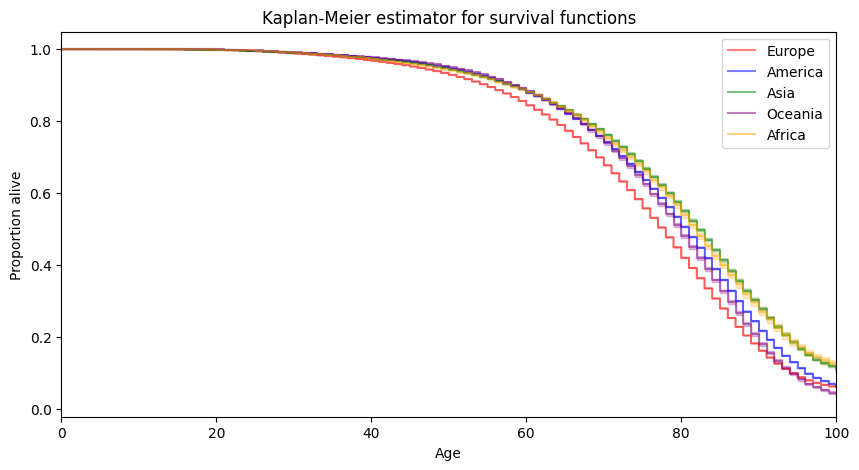 Kaplan-Meier estimator for survival functions
Europe
America
Asia
Oceania
Africa
Proportion alive
1.0
0.8
0.6
0.4
0.2
0.0
0 20 40 60 80 100
Age